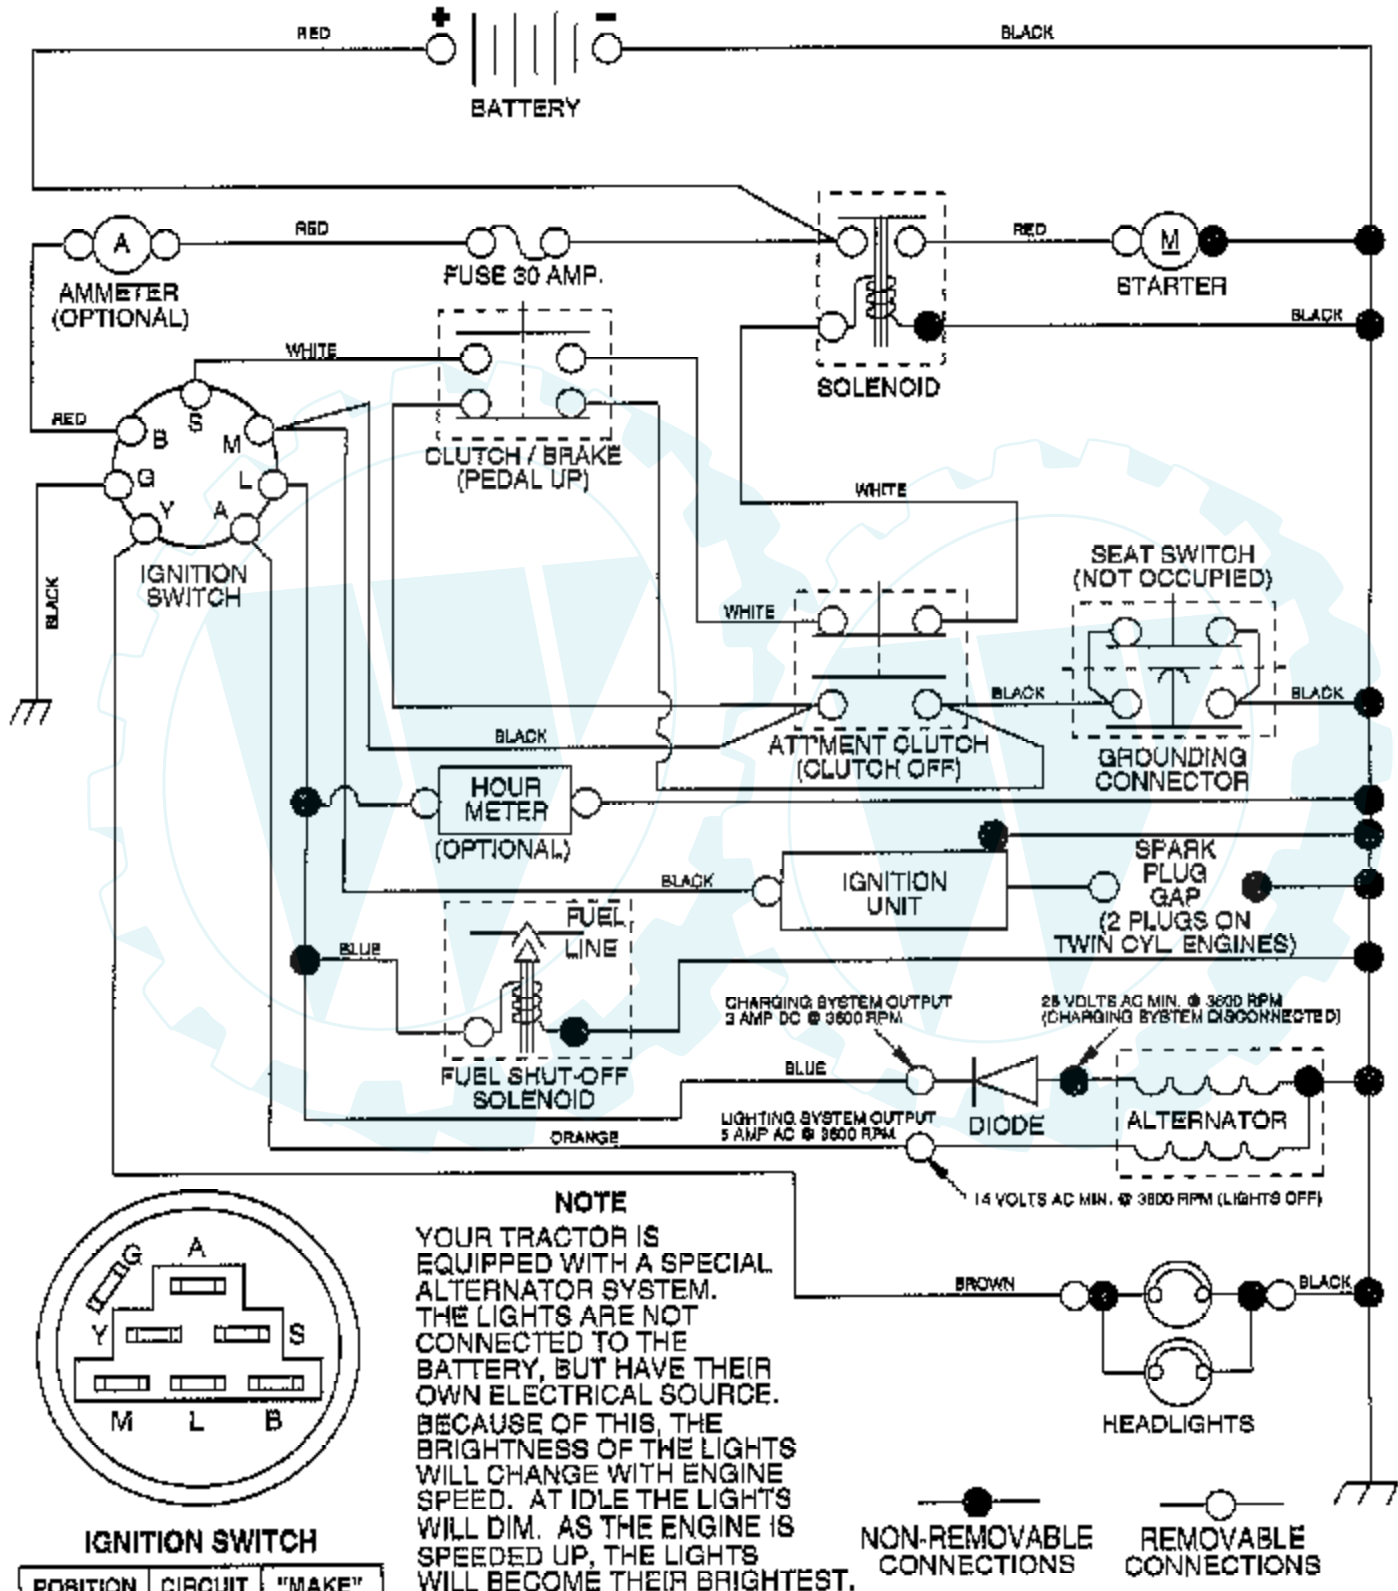 + −
RED
BLACK
BATTERY
A
RED
RED
M
FUSE 30 AMP.
STARTER
AMMETER
(OPTIONAL)
BLACK
WHITE
SOLENOID
RED
B
S
M
G
L
Y
A
CLUTCH / BRAKE
(PEDAL UP)
WHITE
IGNITION
SWITCH
BLACK
SEAT SWITCH
(NOT OCCUPIED)
WHITE
BLACK
BLACK
BLACK
ATTMENT CLUTCH
(CLUTCH OFF)
GROUNDING
CONNECTOR
HOUR
METER
(OPTIONAL)
BLACK
IGNITION
UNIT
SPARK
PLUG
GAP
(2 PLUGS ON
TWIN CYL. ENGINES)
FUEL
LINE
BLUE
CHARGING SYSTEM OUTPUT
3 AMP DC @ 3600 RPM
28 VOLTS AC MIN. @ 3600 RPM
(CHARGING SYSTEM DISCONNECTED)
FUEL SHUT-OFF
SOLENOID
BLUE
DIODE
ALTERNATOR
LIGHTING SYSTEM OUTPUT
5 AMP AC @ 3600 RPM
ORANGE
14 VOLTS AC MIN. @ 3600 RPM (LIGHTS OFF)
G
A
Y
S
M
L
B
NOTE
YOUR TRACTOR IS
EQUIPPED WITH A SPECIAL
ALTERNATOR SYSTEM.
THE LIGHTS ARE NOT
CONNECTED TO THE
BATTERY, BUT HAVE THEIR
OWN ELECTRICAL SOURCE.
BECAUSE OF THIS, THE
BRIGHTNESS OF THE LIGHTS
WILL CHANGE WITH ENGINE
SPEED. AT IDLE THE LIGHTS
WILL DIM. AS THE ENGINE IS
SPEEDED UP, THE LIGHTS
WILL BECOME THEIR BRIGHTEST.
BROWN
BLACK
HEADLIGHTS
NON-REMOVABLE
CONNECTIONS
REMOVABLE
CONNECTIONS
IGNITION SWITCH
POSITION CIRCUIT "MAKE"